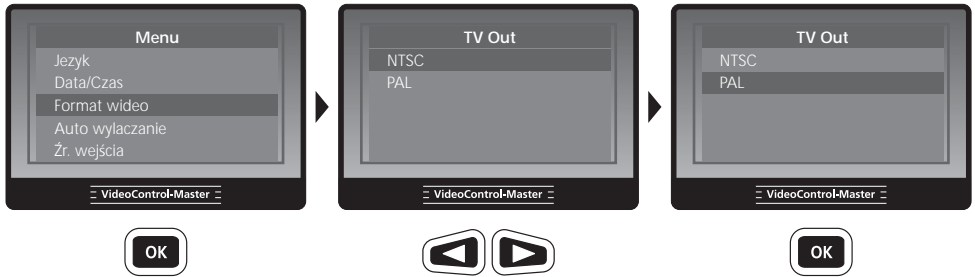 Menu
Jezyk
Data/Czas
Format wideo
Auto wylaczanie
Źr. wejścia
VideoControl-Master
OK
TV Out
NTSC
PAL
VideoControl-Master
TV Out
NTSC
PAL
VideoControl-Master
OK